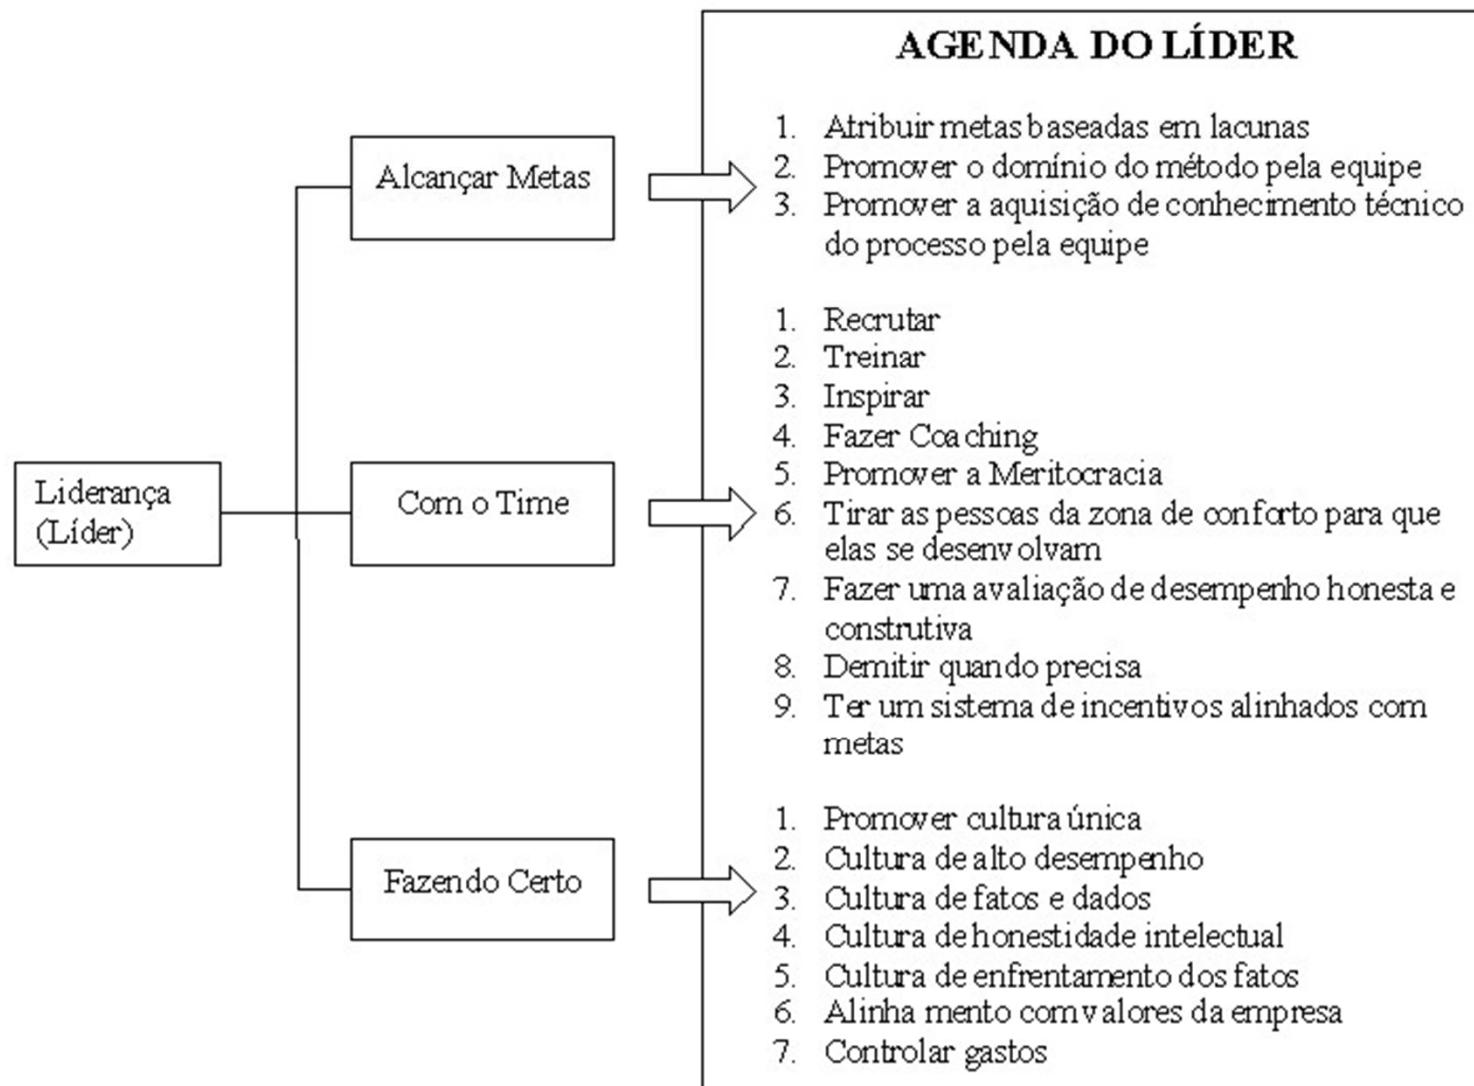 AGENDA DO LÍDER
Alcançar Metas
1. Atribuir metas baseadas em lacunas
2. Promover o domínio do método pela equipe
3. Promover a aquisição de conhecimento técnico
do processo pela equipe
Liderança
(Líder)
Com o Time
1. Recrutar
2. Treinar
3. Inspirar
4. Fazer Coaching
5. Promover a Meritocracia
6. Tirar as pessoas da zona de conforto para que
elas se desenvolvam
7. Fazer uma avaliação de desempenho honesta e
construtiva
8. Demitir quando precisa
9. Ter um sistema de incentivos alinhados com
metas
Fazendo Certo
1. Promover cultura única
2. Cultura de alto desempenho
3. Cultura de fatos e dados
4. Cultura de honestidade intelectual
5. Cultura de enfrentamento dos fatos
6. Alinha mento com valores da empresa
7. Controlar gastos